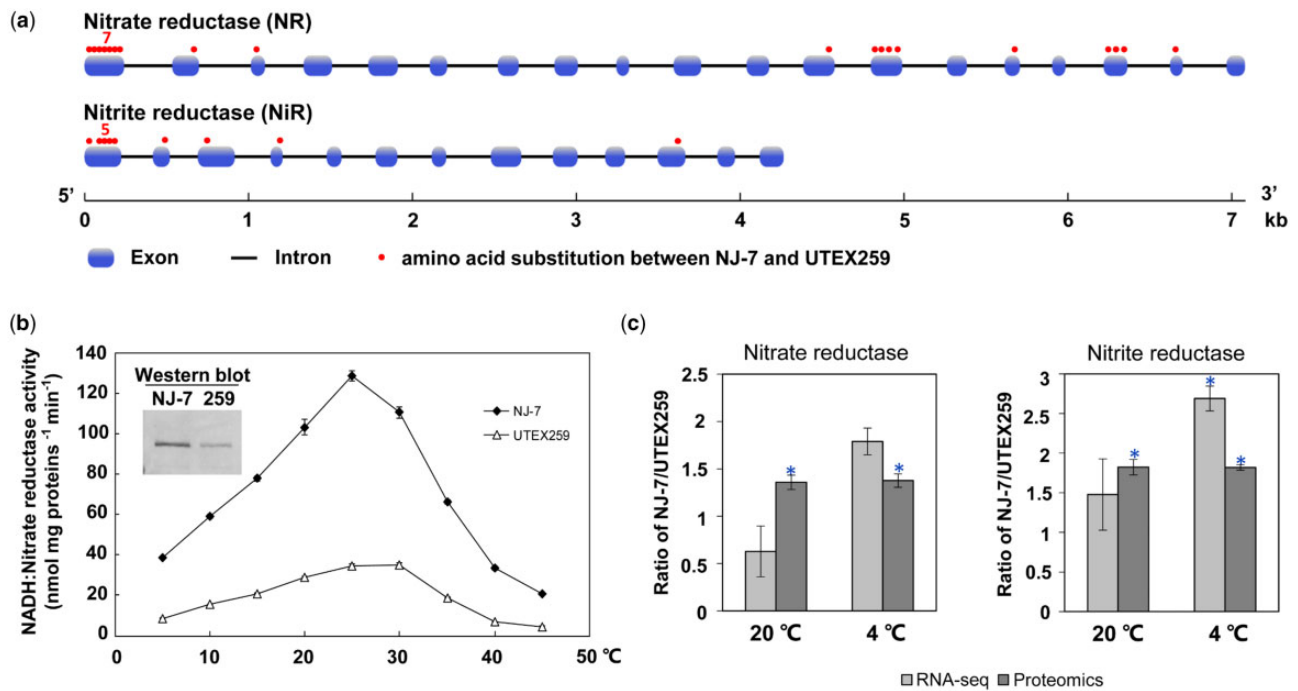 (a)
Nitrate reductase (NR)
7
Nitrite reductase (NiR)
5
5’ 3’
0 1 2 3 4 5 6 7 kb
Exon Intron amino acid substitution between NJ-7 and UTEX259
(b)
NADH:Nitrate reductase activity
(nmol mg proteins⁻¹ min⁻¹)
140
120
100
80
60
40
20
0
Western blot
NJ-7 259
NJ-7
UTEX259
0 10 20 30 40 50 ℃
(c)
Nitrate reductase
Ratio of NJ-7/UTEX259
2.5
2
1.5
1
0.5
0
*
*
20 ℃ 4 ℃
Nitrite reductase
Ratio of NJ-7/UTEX259
3
2.5
2
1.5
1
0.5
0
*
*
*
20 ℃ 4 ℃
RNA-seq Proteomics